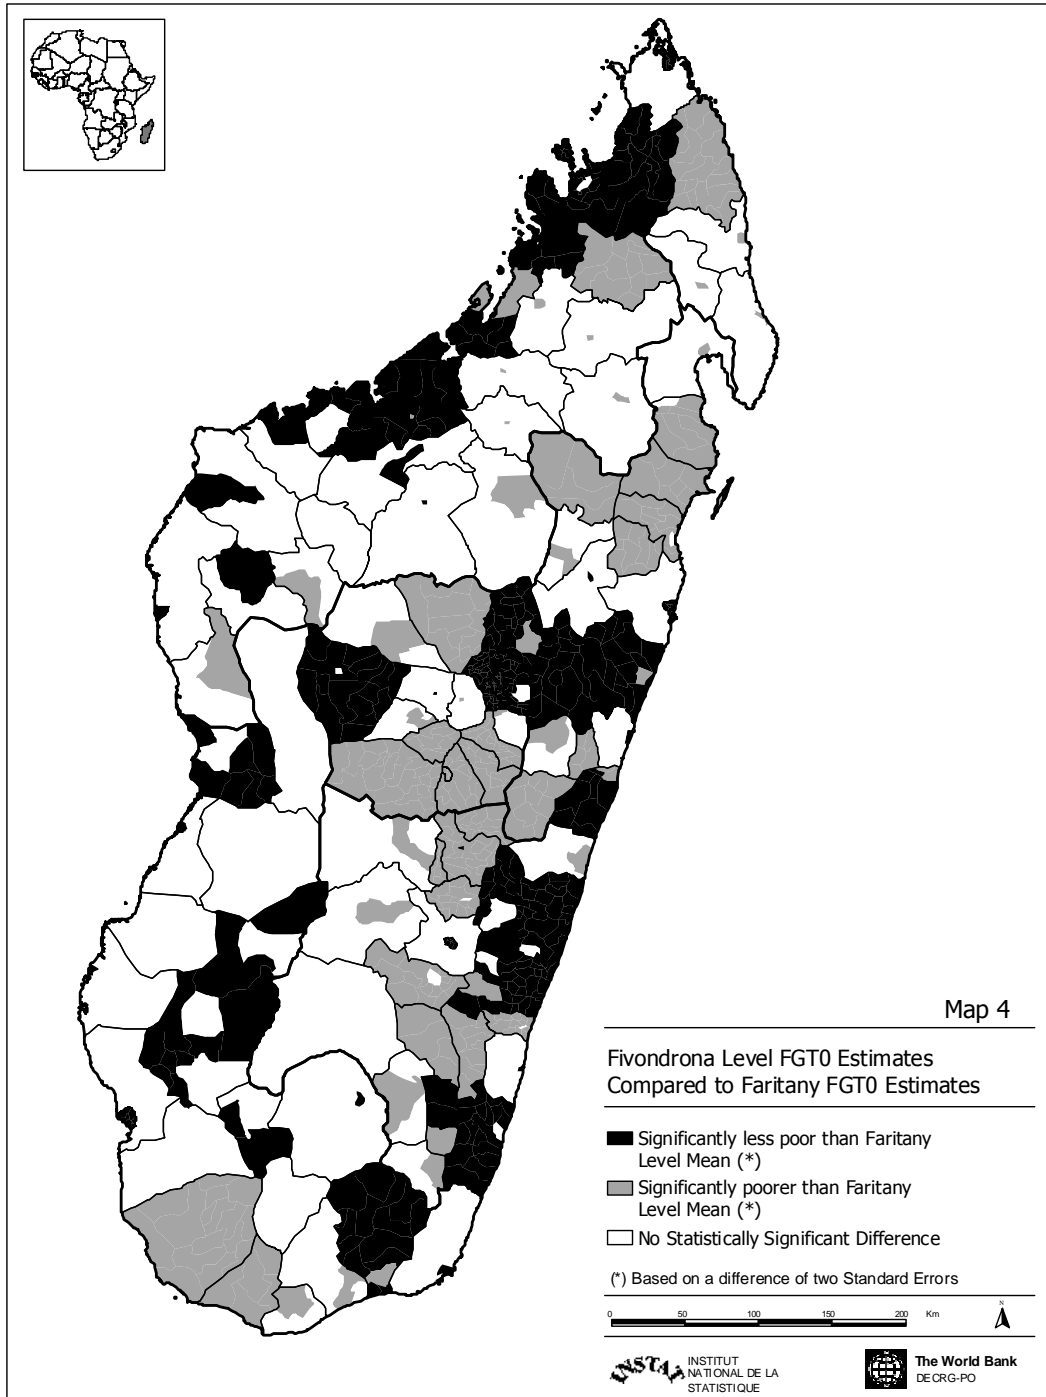 Map 4
Fivondrona Level FGT0 Estimates
Compared to Faritany FGT0 Estimates
Significantly less poor than Faritany
Level Mean (*)
Significantly poorer than Faritany
Level Mean (*)
No Statistically Significant Difference
(*) Based on a difference of two Standard Errors
0 50 100 150 200 Km
N
INSTAT
INSTITUT
NATIONAL DE LA
STATISTIQUE
The World Bank
DECRG-PO